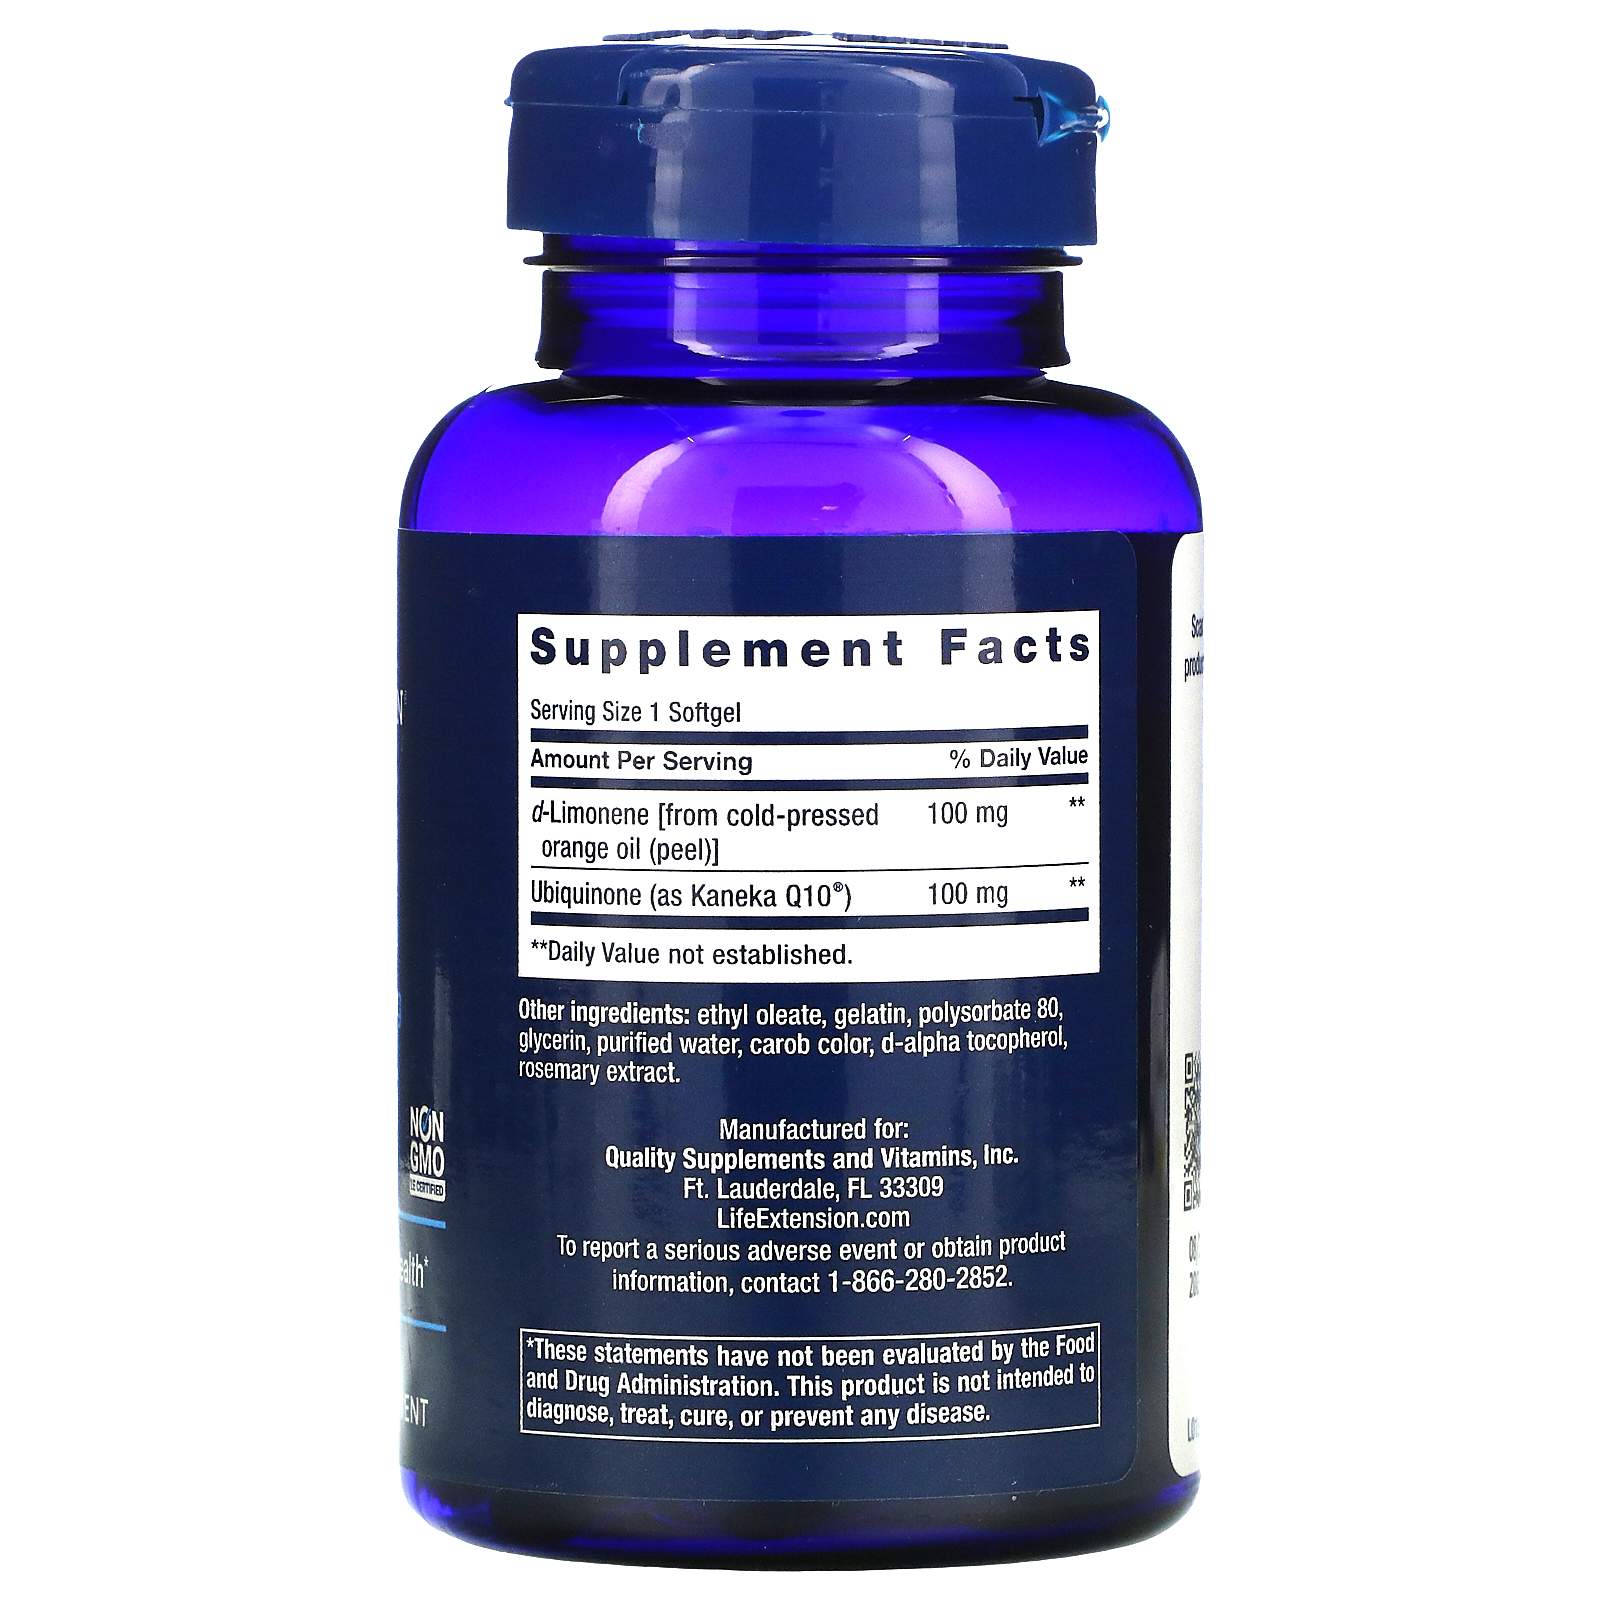 Supplement Facts
Serving Size 1 Softgel
Amount Per Serving % Daily Value
d-Limonene [from cold-pressed 100 mg **
orange oil (peel)]
Ubiquinone (as Kaneka Q10®) 100 mg **
**Daily Value not established.
Other ingredients: ethyl oleate, gelatin, polysorbate 80,
glycerin, purified water, carob color, d-alpha tocopherol,
rosemary extract.
Manufactured for:
Quality Supplements and Vitamins, Inc.
Ft. Lauderdale, FL 33309
LifeExtension.com
To report a serious adverse event or obtain product
information, contact 1-866-280-2852.
*These statements have not been evaluated by the Food
and Drug Administration. This product is not intended to
diagnose, treat, cure, or prevent any disease.
NON
GMO
CERTIFIED